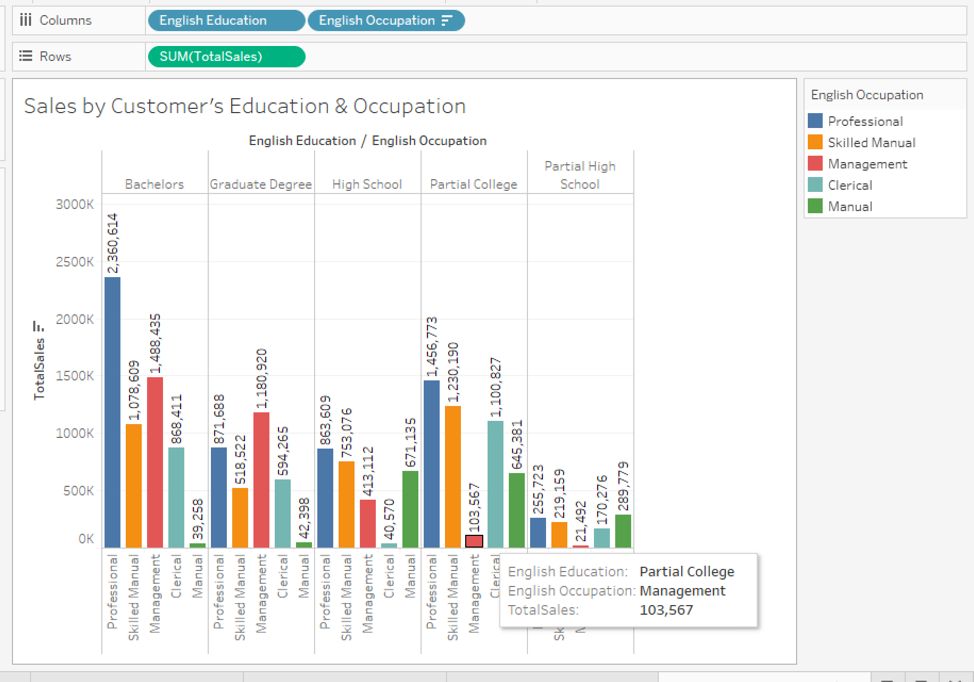 Columns
English Education
English Occupation
Rows
SUM(TotalSales)
Sales by Customer's Education & Occupation
English Education / English Occupation
English Occupation
Professional
Skilled Manual
Management
Clerical
Manual
Bachelors
Graduate Degree
High School
Partial College
Partial High
School
3000K
2500K
2000K
1500K
1000K
500K
0K
TotalSales
2,360,614
1,078,609
1,488,435
868,411
39,258
871,688
518,522
1,180,920
594,265
42,398
863,609
753,076
413,112
40,570
671,135
1,456,773
1,230,190
103,567
1,100,827
645,381
255,723
219,159
21,492
170,276
289,779
Professional
Skilled Manual
Management
Clerical
Manual
Professional
Skilled Manual
Management
Clerical
Manual
Professional
Skilled Manual
Management
Clerical
Manual
Professional
Skilled Manual
Management
Clerical
English Education: Partial College
English Occupation: Management
TotalSales: 103,567